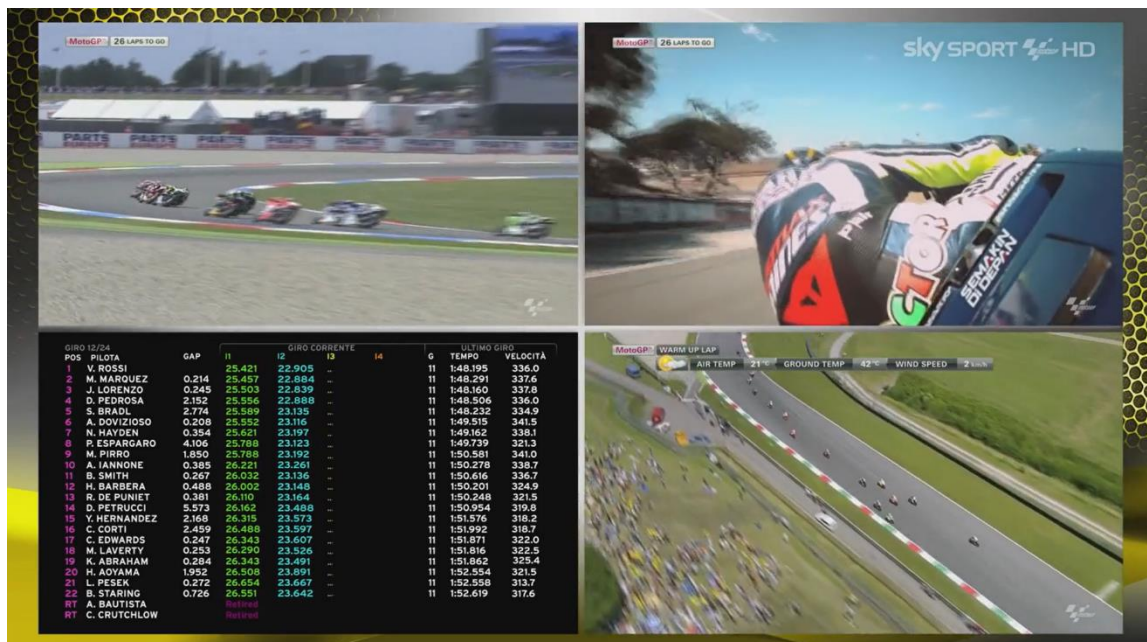 MotoGP 26 LAPS TO GO
PARTS PARTS PARTS PARTS PARTS
EUROPE
MotoGP 26 LAPS TO GO
sky SPORT HD
CTOR
SEMAKIN
DI DEPAN
GIRO 12/24 GIRO CORRENTE ULTIMO GIRO
POS PILOTA GAP I1 I2 I3 I4 G TEMPO VELOCITÀ
1 V. ROSSI 25.421 22.905 ... 11 1:48.195 336.0
2 M. MARQUEZ 0.214 25.457 22.884 ... 11 1:48.291 337.6
3 J. LORENZO 0.245 25.503 22.839 ... 11 1:48.160 337.8
4 D. PEDROSA 2.152 25.556 22.888 ... 11 1:48.506 336.0
5 S. BRADL 2.774 25.589 23.135 ... 11 1:48.232 334.9
6 A. DOVIZIOSO 0.208 25.552 23.116 ... 11 1:49.515 341.5
7 N. HAYDEN 0.354 25.621 23.197 ... 11 1:49.162 338.1
8 P. ESPARGARO 4.106 25.788 23.123 ... 11 1:49.739 321.3
9 M. PIRRO 1.850 25.788 23.192 ... 11 1:50.581 341.0
10 A. IANNONE 0.385 26.221 23.261 ... 11 1:50.278 338.7
11 B. SMITH 0.267 26.032 23.136 ... 11 1:50.616 336.7
12 H. BARBERA 0.488 26.002 23.148 ... 11 1:50.201 324.9
13 R. DE PUNIET 0.381 26.110 23.164 ... 11 1:50.248 321.5
14 D. PETRUCCI 5.573 26.162 23.488 ... 11 1:50.954 319.8
15 Y. HERNANDEZ 2.168 26.315 23.573 ... 11 1:51.576 318.2
16 C. CORTI 2.459 26.488 23.597 ... 11 1:51.992 318.7
17 C. EDWARDS 0.247 26.343 23.607 ... 11 1:51.871 322.0
18 M. LAVERTY 0.253 26.290 23.526 ... 11 1:51.816 322.5
19 K. ABRAHAM 0.284 26.343 23.491 ... 11 1:51.862 325.4
20 H. AOYAMA 1.952 26.508 23.891 ... 11 1:52.554 321.5
21 L. PESEK 0.272 26.654 23.667 ... 11 1:52.558 313.7
22 B. STARING 0.726 26.551 23.642 ... 11 1:52.619 317.6
RT A. BAUTISTA Retired
RT C. CRUTCHLOW Retired
MotoGP WARM UP LAP
AIR TEMP 21 °C GROUND TEMP 42 °C WIND SPEED 2 km/h